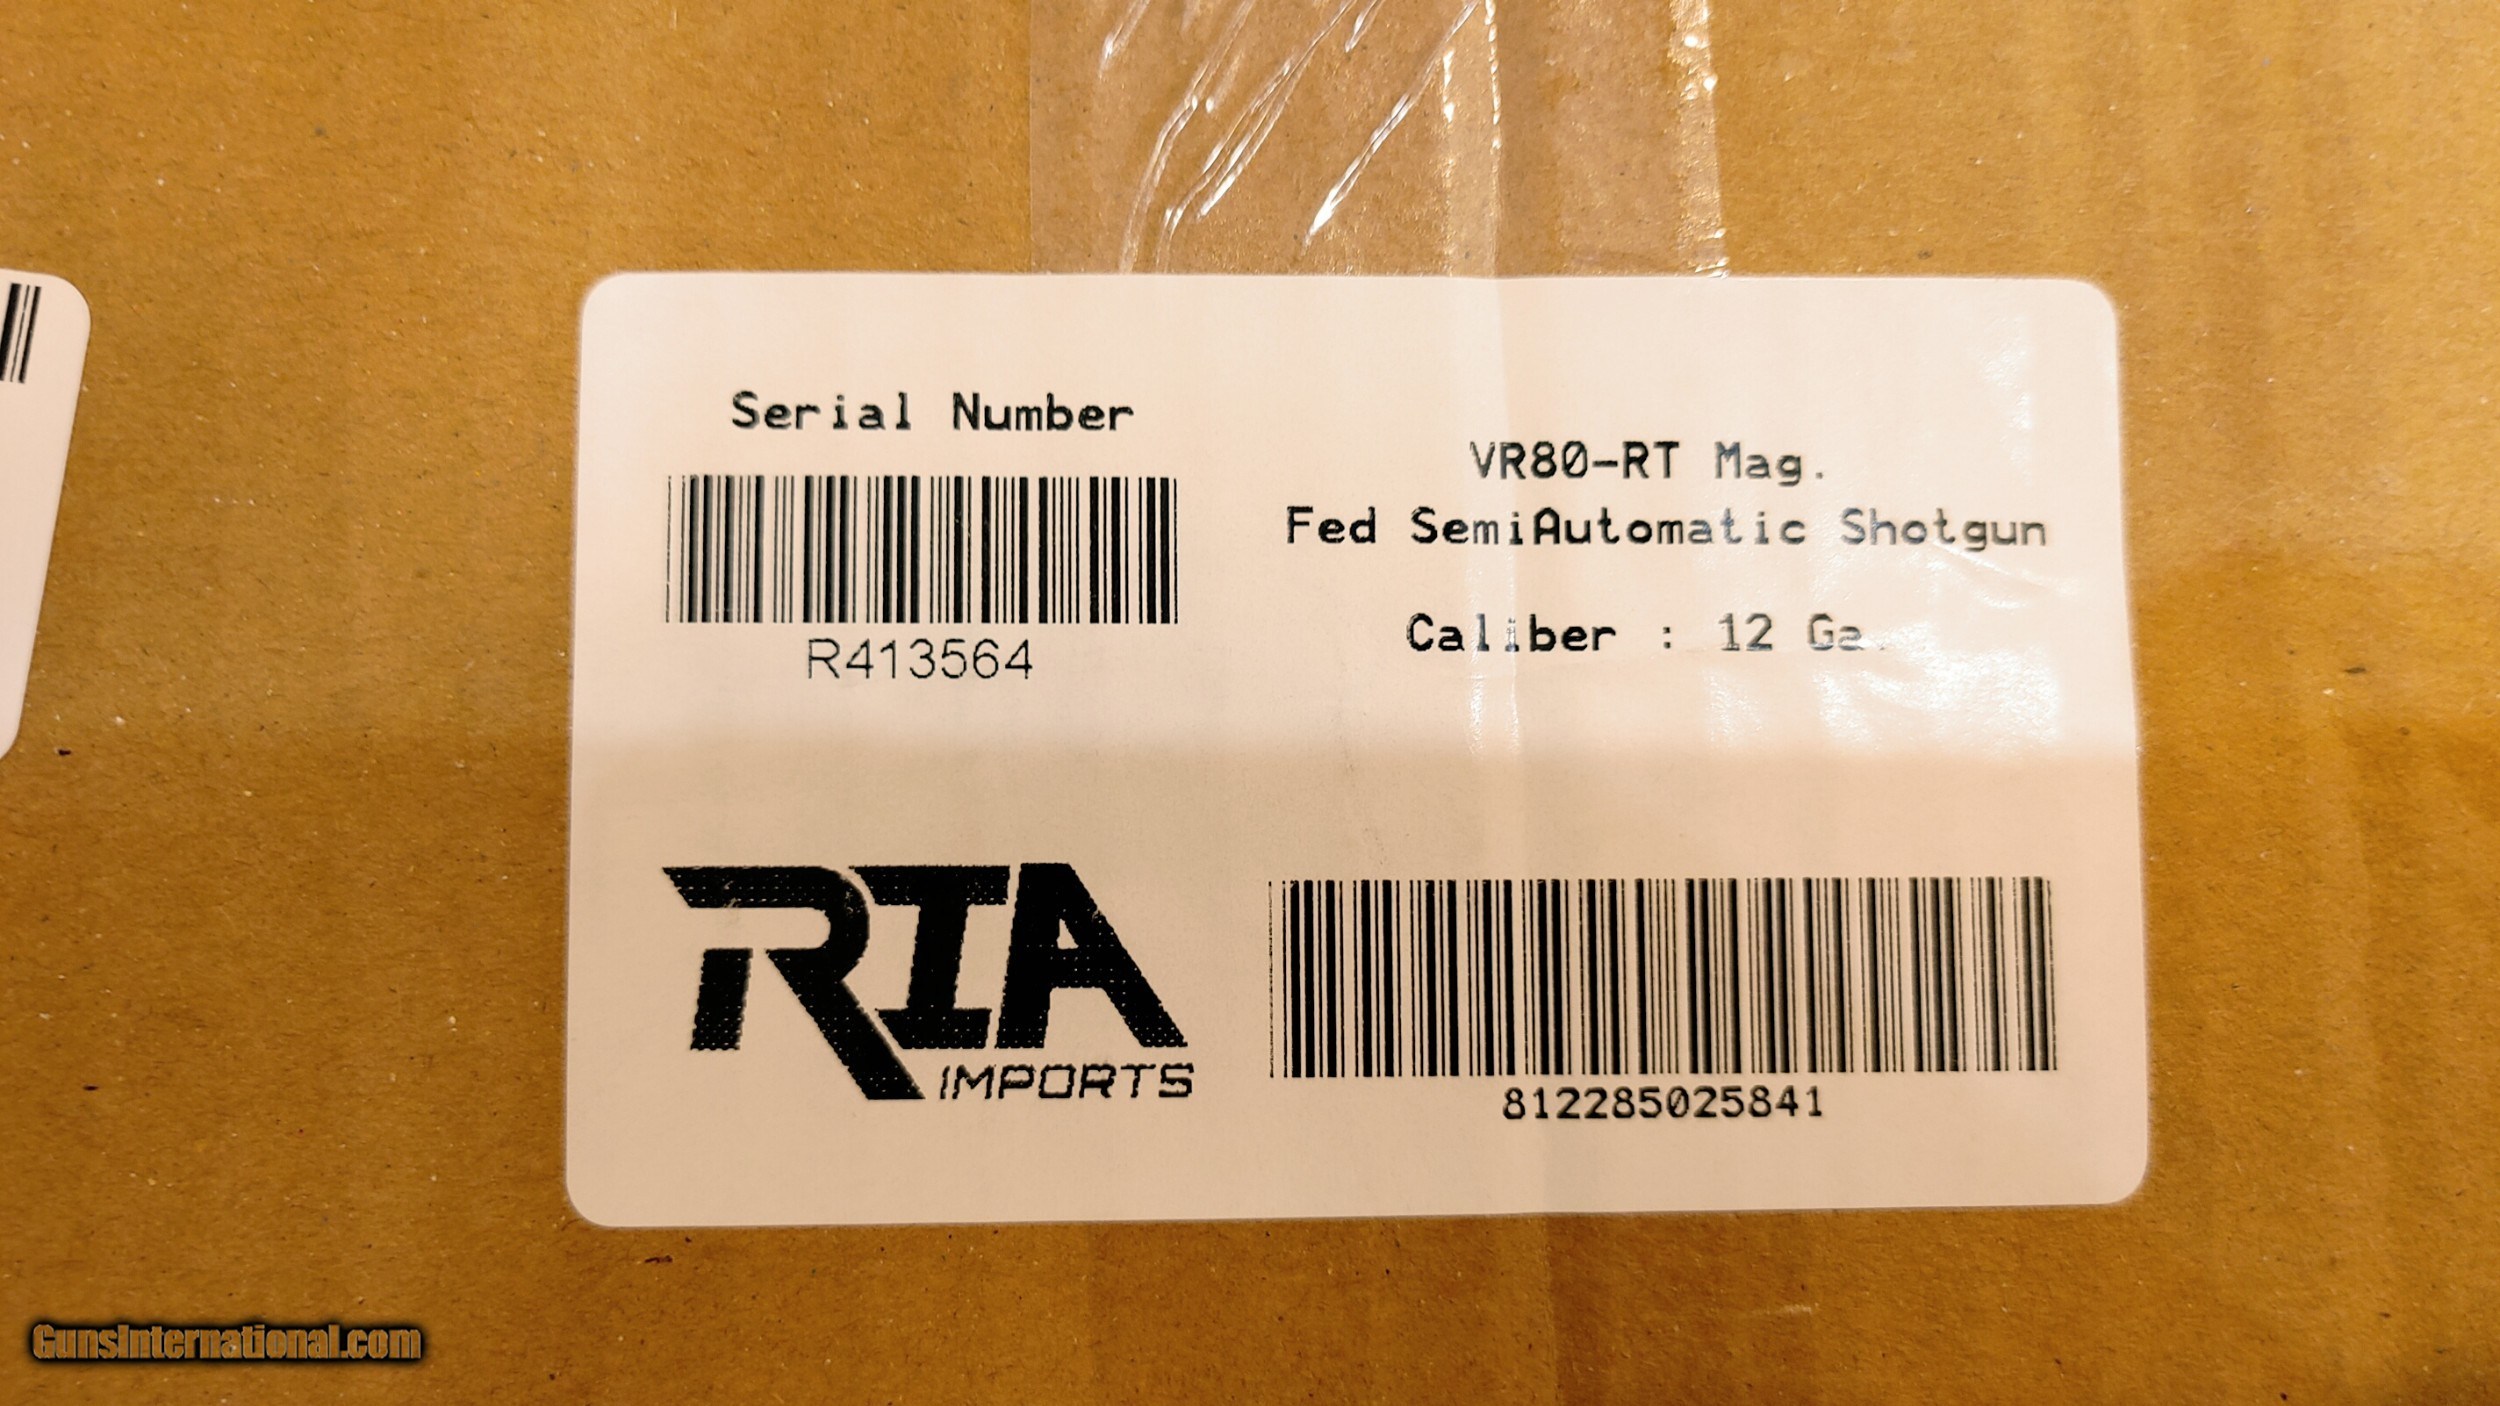 Serial Number
R413564
VR80-RT Mag.
Fed SemiAutomatic Shotgun
Caliber : 12 Ga.
RIA
IMPORTS
812285025841
GunsInternational.com